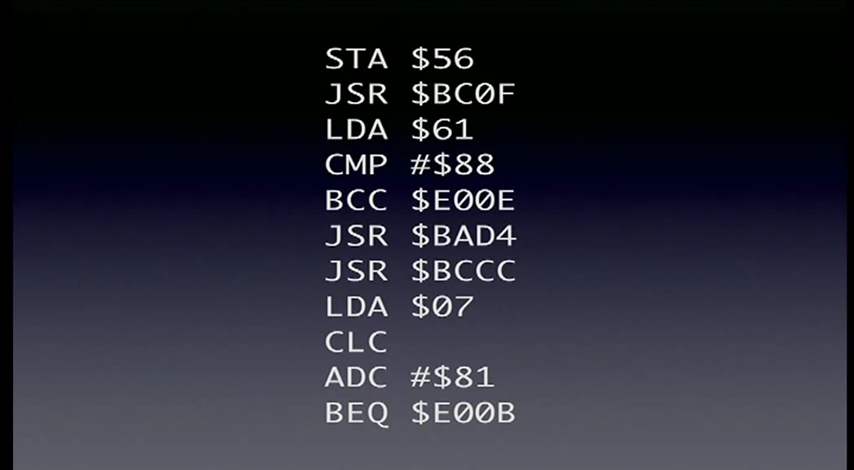 STA $56
JSR $BC0F
LDA $61
CMP #$88
BCC $E00E
JSR $BAD4
JSR $BCCC
LDA $07
CLC
ADC #$81
BEQ $E00B